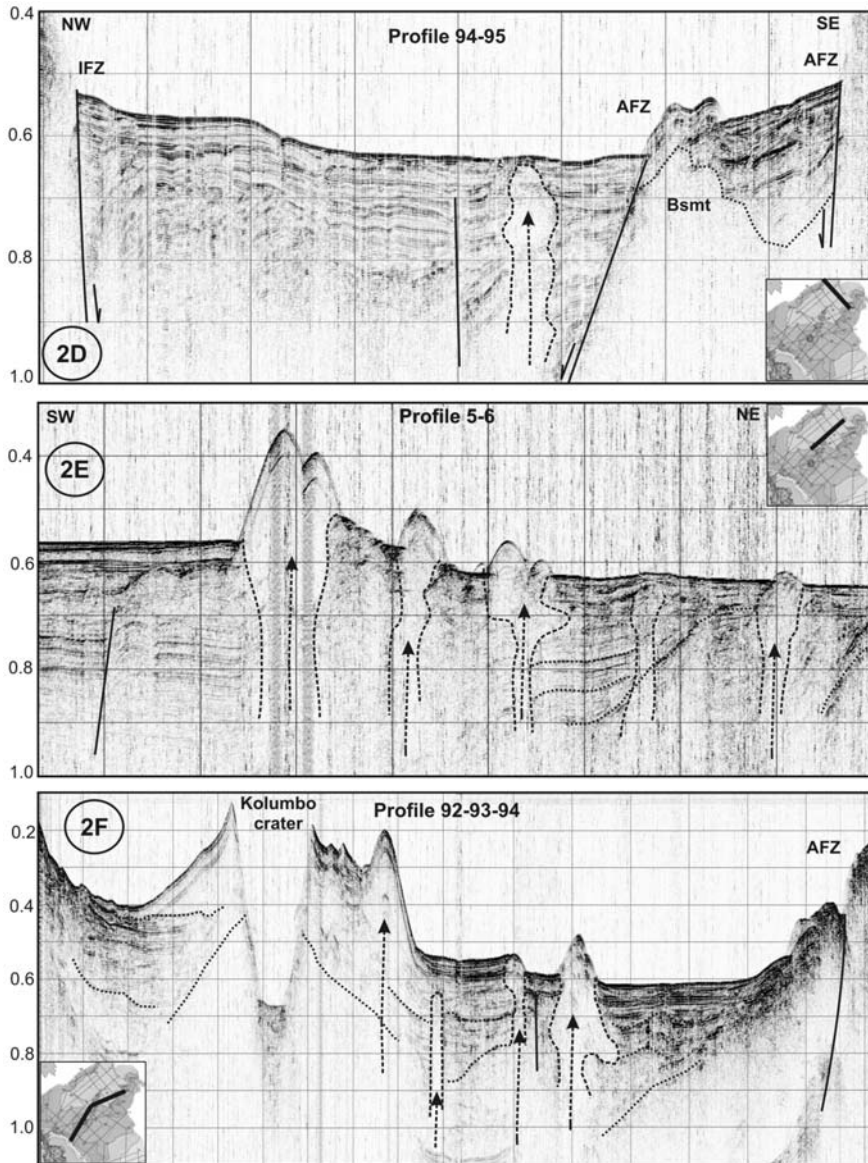 0.4
NW
Profile 94-95
SE
IFZ
AFZ
AFZ
0.6
Bsmt
0.8
2D
1.0
SW
Profile 5-6
NE
0.4
2E
0.6
0.8
1.0
2F
Kolumbo
crater
Profile 92-93-94
0.2
AFZ
0.4
0.6
0.8
1.0